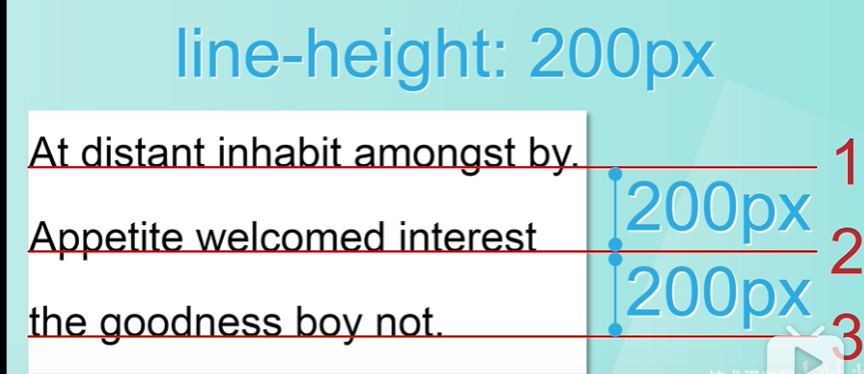 line-height: 200px
At distant inhabit amongst by.
1
200px
Appetite welcomed interest
2
200px
the goodness boy not.
3